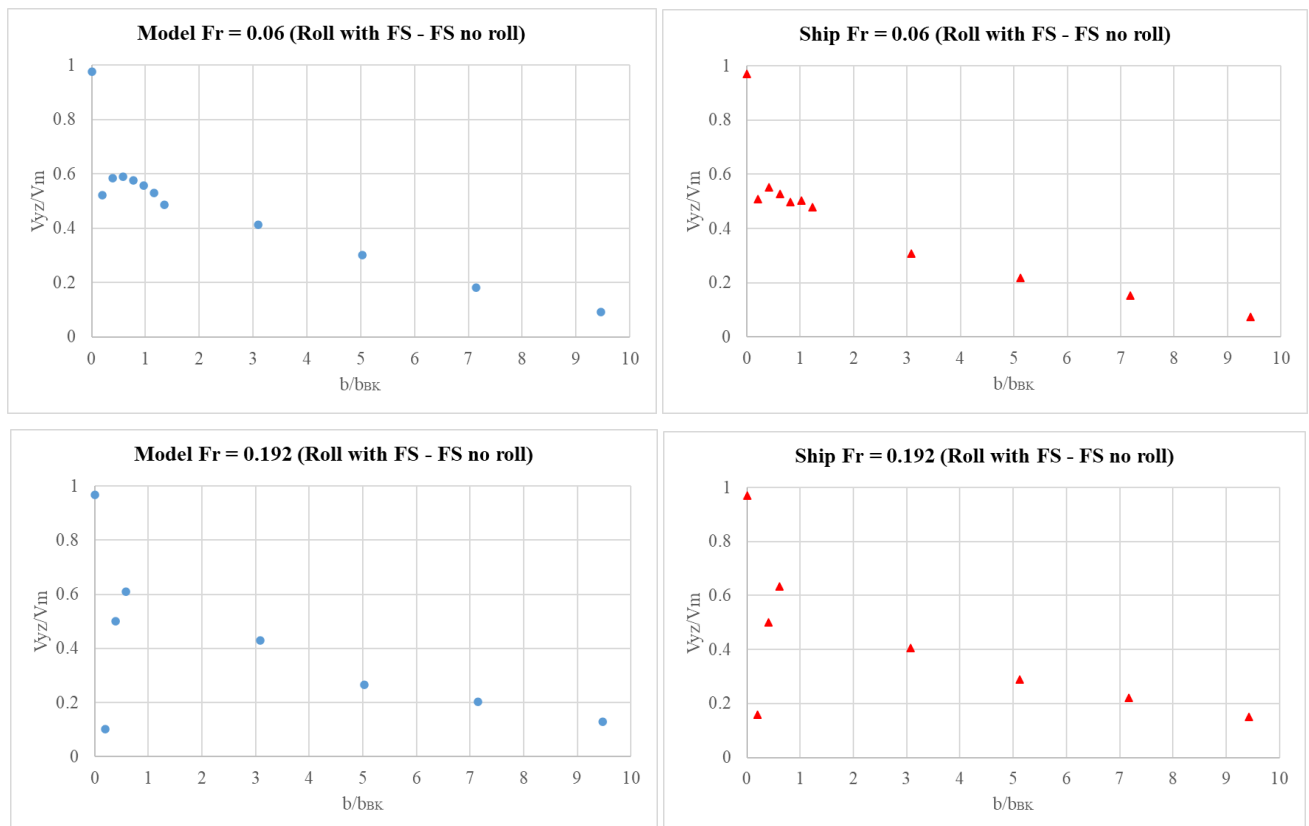 Model Fr = 0.06 (Roll with FS - FS no roll)
1
0.8
0.6
0.4
0.2
0
Vyz/Vm
0 1 2 3 4 5 6 7 8 9 10
b/bBK
Ship Fr = 0.06 (Roll with FS - FS no roll)
1
0.8
0.6
0.4
0.2
0
Vyz/Vm
0 1 2 3 4 5 6 7 8 9 10
b/bBK
Model Fr = 0.192 (Roll with FS - FS no roll)
1
0.8
0.6
0.4
0.2
0
Vyz/Vm
0 1 2 3 4 5 6 7 8 9 10
b/bBK
Ship Fr = 0.192 (Roll with FS - FS no roll)
1
0.8
0.6
0.4
0.2
0
Vyz/Vm
0 1 2 3 4 5 6 7 8 9 10
b/bBK